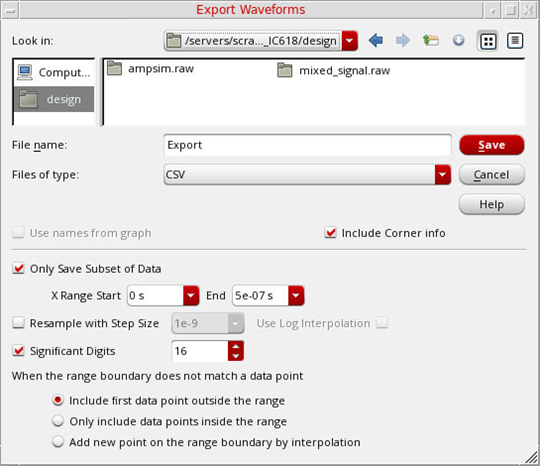 Export Waveforms
Look in: /servers/scra..._IC618/design
Comput... ampsim.raw mixed_signal.raw
design
File name: Export Save
Files of type: CSV Cancel
Help
Use names from graph Include Corner info
Only Save Subset of Data
X Range Start 0 s End 5e-07 s
Resample with Step Size 1e-9 Use Log Interpolation
Significant Digits 16
When the range boundary does not match a data point
Include first data point outside the range
Only include data points inside the range
Add new point on the range boundary by interpolation